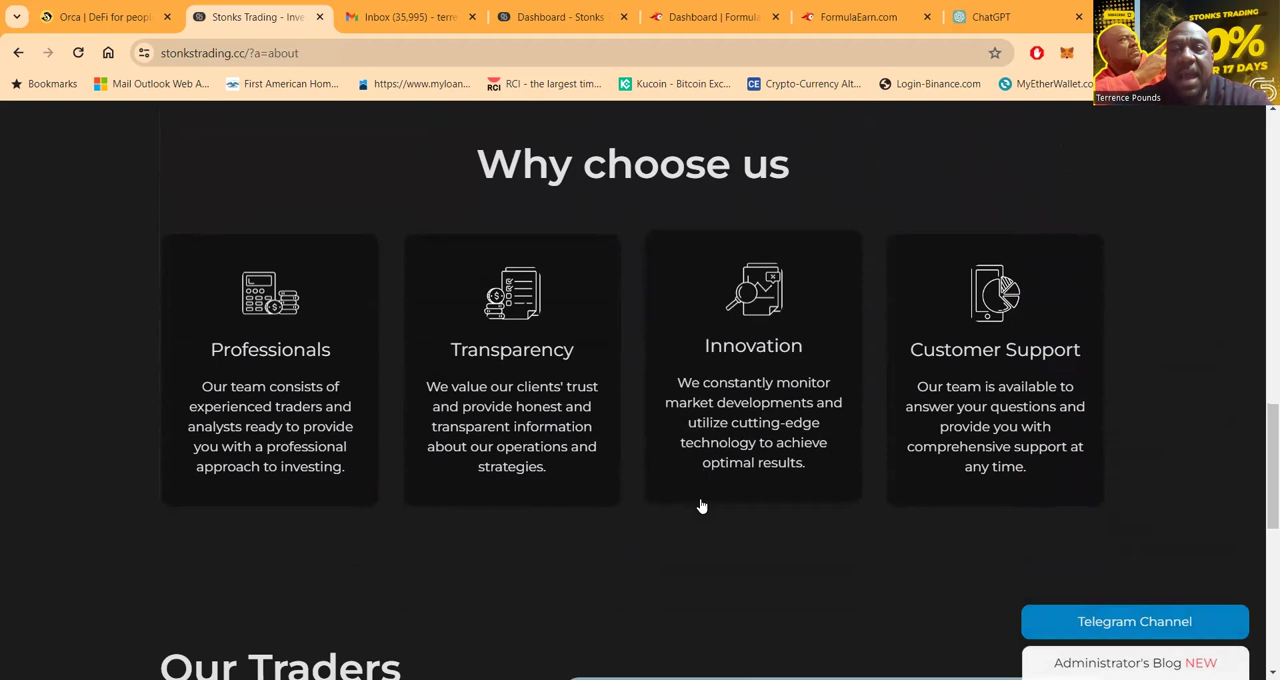 Orca | DeFi for peopl
Stonks Trading - Inve
Inbox (35,995) - terre
Dashboard - Stonks
Dashboard | Formula
FormulaEarn.com
ChatGPT
stonkstrading.cc/?a=about
Bookmarks
Mail Outlook Web A...
First American Hom...
https://www.myloan...
RCI
RCI - the largest tim...
Kucoin - Bitcoin Exc...
CE
Crypto-Currency Alt...
Login-Binance.com
MyEtherWallet.co
STONKS TRADING
0%
R 17 DAYS
Terrence Pounds
Why choose us
Professionals
Our team consists of
experienced traders and
analysts ready to provide
you with a professional
approach to investing.
Transparency
We value our clients' trust
and provide honest and
transparent information
about our operations and
strategies.
Innovation
We constantly monitor
market developments and
utilize cutting-edge
technology to achieve
optimal results.
Customer Support
Our team is available to
answer your questions and
provide you with
comprehensive support at
any time.
Our Traders
Telegram Channel
Administrator's Blog NEW